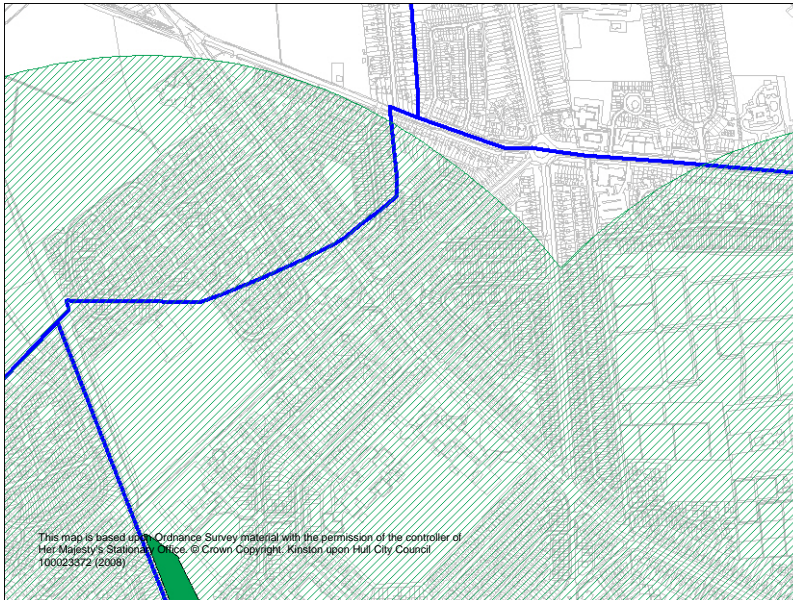 This map is based upon Ordnance Survey material with the permission of the controller of
Her Majesty's Stationary Office. © Crown Copyright. Kinston upon Hull City Council
100023372 (2008)